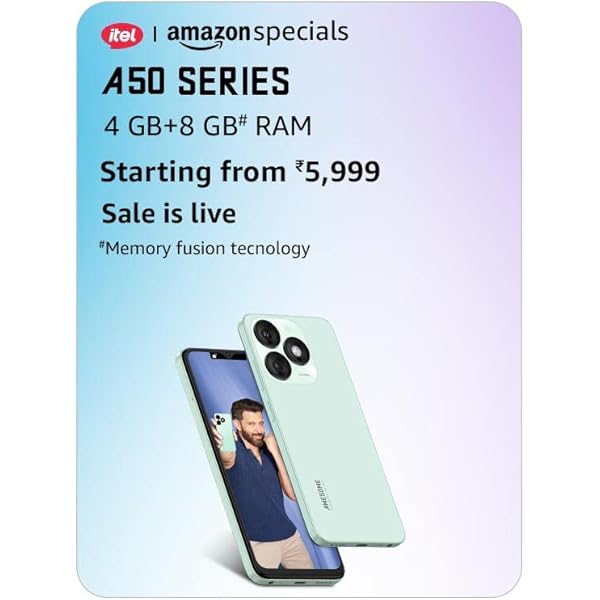 itel | amazonspecials
A50 SERIES
4 GB+8 GB# RAM
Starting from ₹5,999
Sale is live
#Memory fusion tecnology
AWESOME